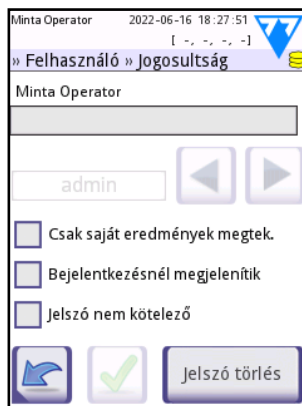 Minta Operator 2022-06-16 18:27:51
[ -, -, -, -]
» Felhasználó » Jogosultság
Minta Operator
admin
Csak saját eredmények megtek.
Bejelentkezésnél megjelenítik
Jelszó nem kötelező
Jelszó törlés